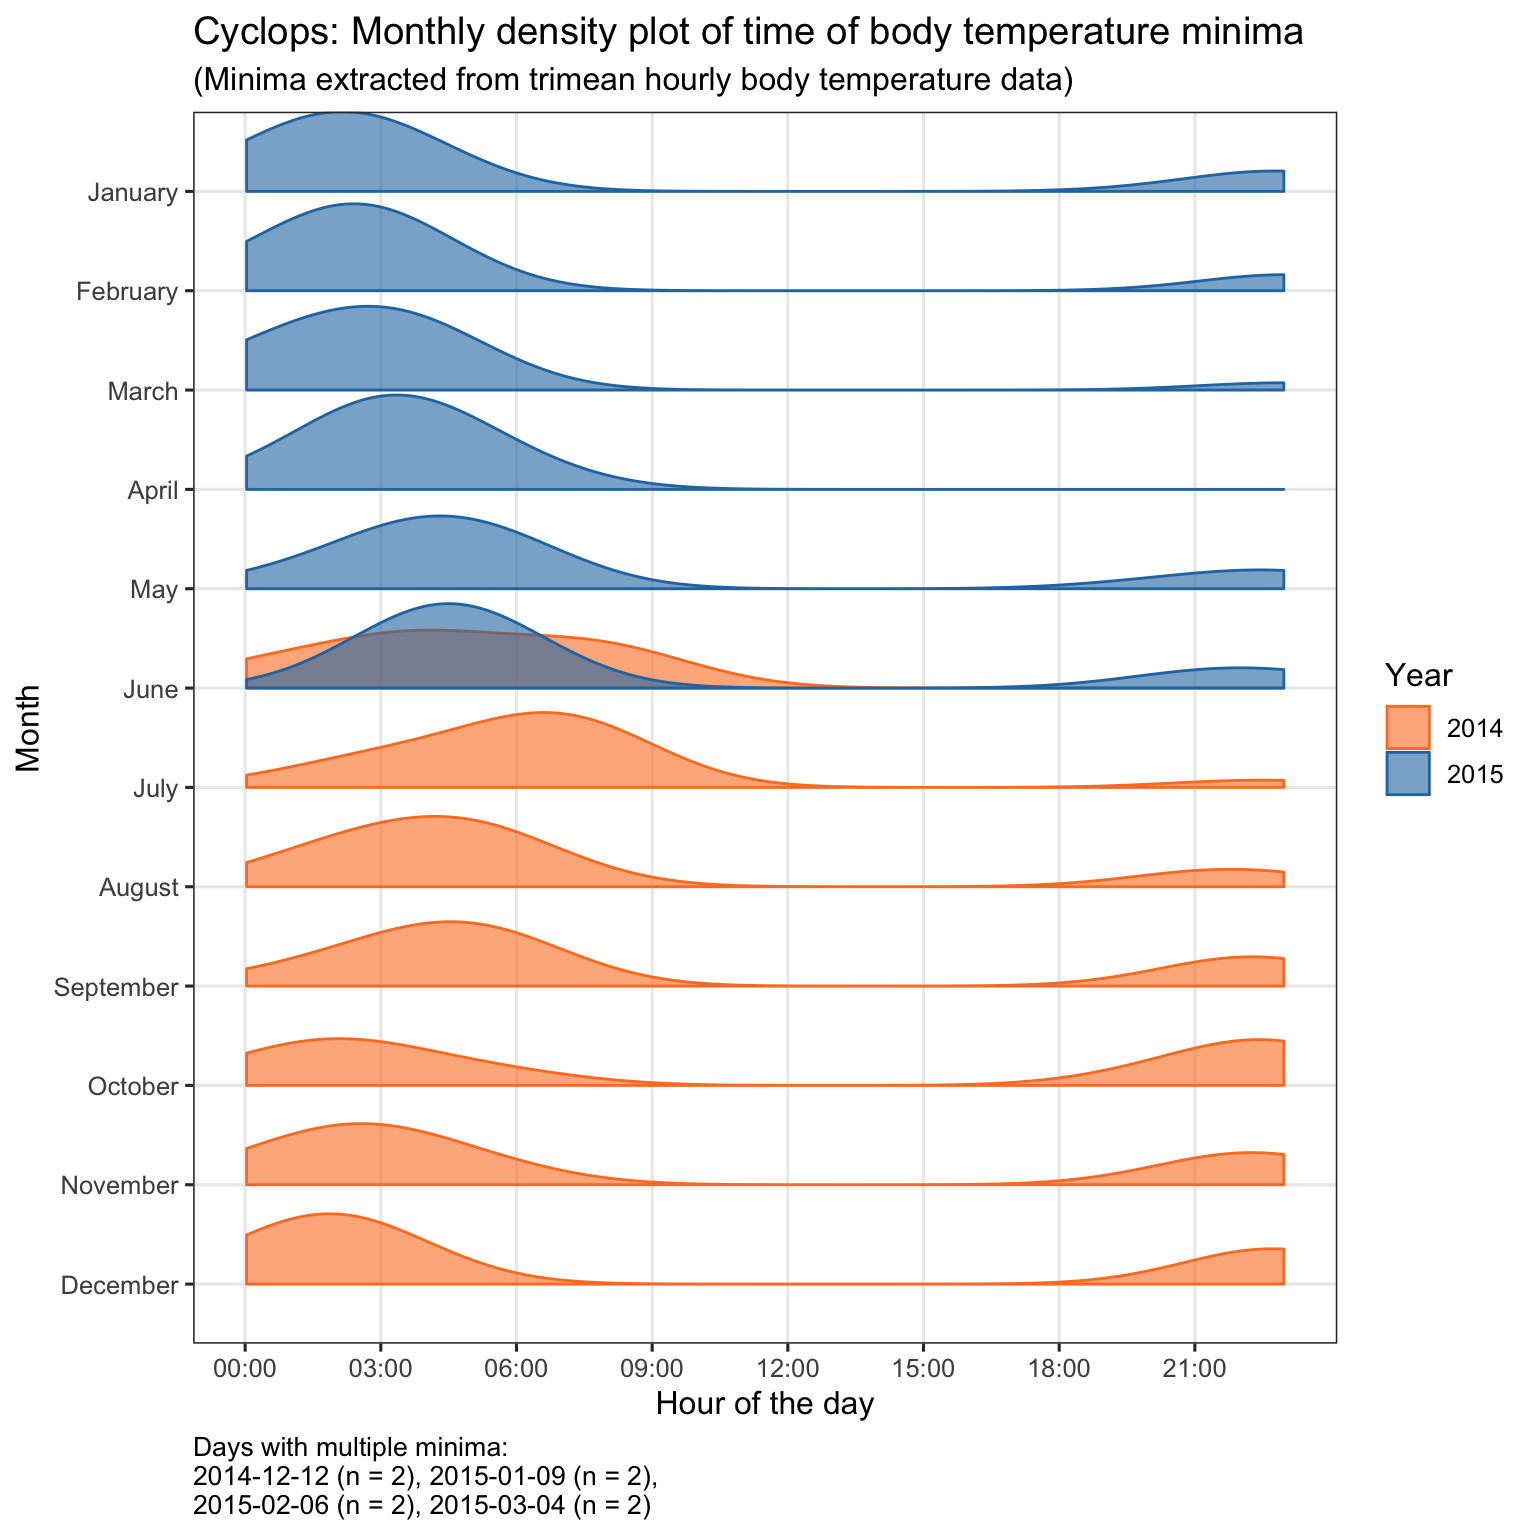 Cyclops: Monthly density plot of time of body temperature minima
(Minima extracted from trimean hourly body temperature data)
January
February
March
April
May
June
July
August
September
October
November
December
Month
00:00 03:00 06:00 09:00 12:00 15:00 18:00 21:00
Hour of the day
Year
2014
2015
Days with multiple minima:
2014-12-12 (n = 2), 2015-01-09 (n = 2),
2015-02-06 (n = 2), 2015-03-04 (n = 2)